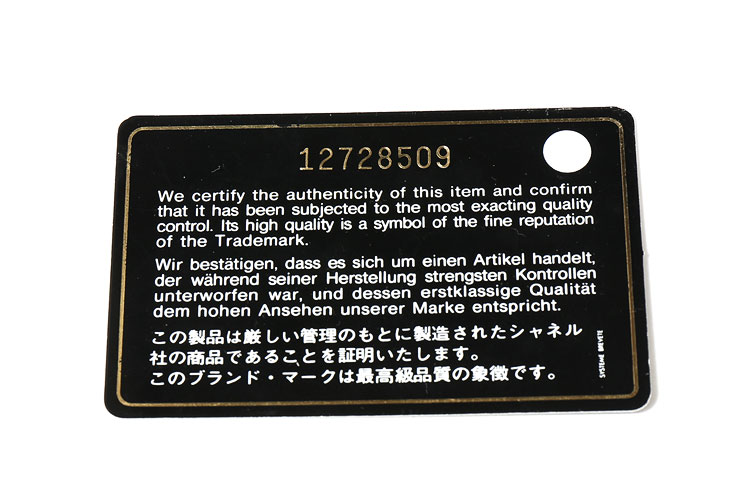 12728509
We certify the authenticity of this item and confirm
that it has been subjected to the most exacting quality
control. Its high quality is a symbol of the fine reputation
of the Trademark.
Wir bestätigen, dass es sich um einen Artikel handelt,
der während seiner Herstellung strengsten Kontrollen
unterworfen war, und dessen erstklassige Qualität
dem hohen Ansehen unserer Marke entspricht.
この製品は厳しい管理のもとに製造されたシャネル
社の商品であることを証明いたします。
このブランド・マークは最高級品質の象徴です。
SYSTEME BREVETE